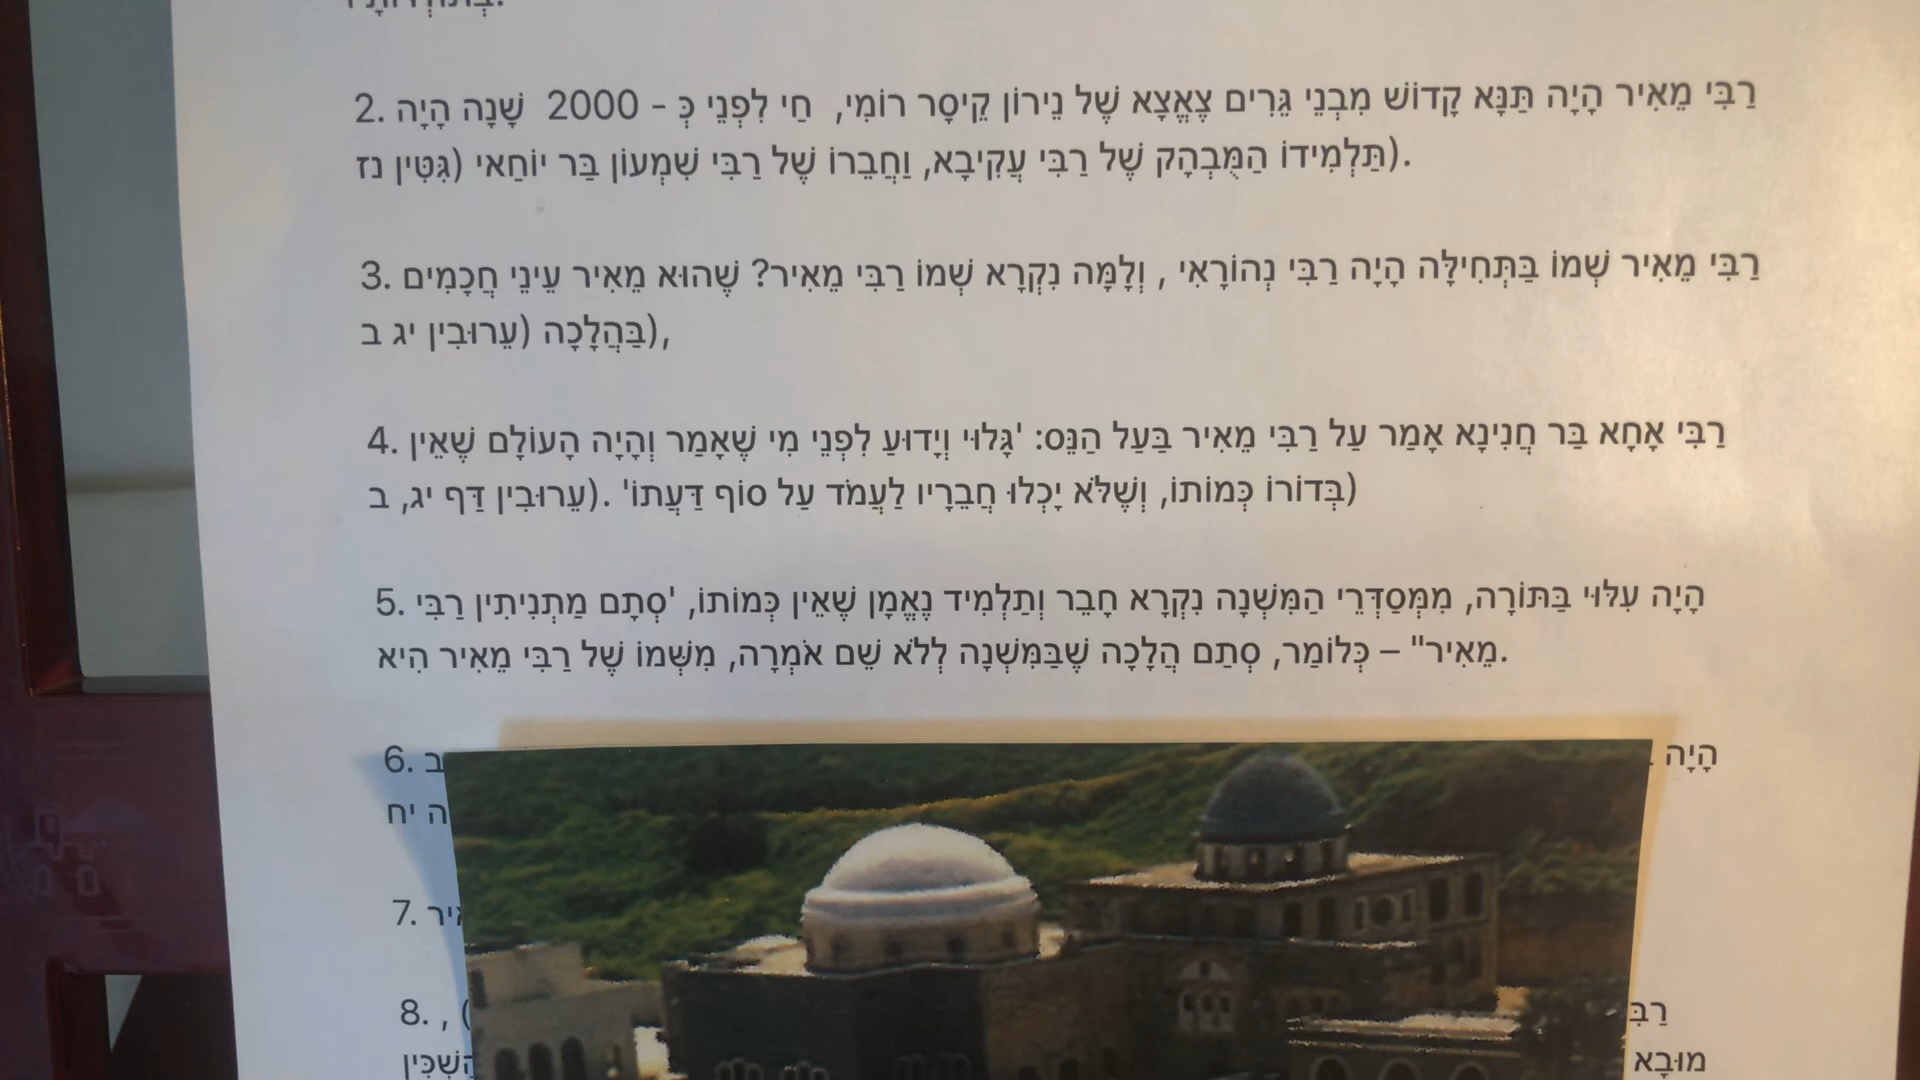 2. רַבִּי מֵאִיר הָיָה תַּנָּא קָדוֹשׁ מִבְנֵי גֵּרִים צֶאֱצָא שֶׁל נֵירוֹן קֵיסָר רוֹמִי, חַי לִפְנֵי כְּ - 2000 שָׁנָה הָיָה
תַּלְמִידוֹ הַמֻּבְהָק שֶׁל רַבִּי עֲקִיבָא, וַחֲבֵרוֹ שֶׁל רַבִּי שִׁמְעוֹן בַּר יוֹחַאי (גִּטִּין נז).
3. רַבִּי מֵאִיר שְׁמוֹ בַּתְּחִילָּה הָיָה רַבִּי נְהוֹרָאִי , וְלָמָּה נִקְרָא שְׁמוֹ רַבִּי מֵאִיר? שֶׁהוּא מֵאִיר עֵינֵי חֲכָמִים
בַּהֲלָכָה (עֵרוּבִין יג ב),
4. רַבִּי אָחָא בַּר חֲנִינָא אָמַר עַל רַבִּי מֵאִיר בַּעַל הַנֵּס: 'גָּלוּי וְיָדוּעַ לִפְנֵי מִי שֶׁאָמַר וְהָיָה הָעוֹלָם שֶׁאֵין
בְּדוֹרוֹ כְּמוֹתוֹ, וְשֶׁלֹּא יָכְלוּ חֲבֵרָיו לַעֲמֹד עַל סוֹף דַּעְתוֹ'. (עֵרוּבִין דַּף יג, ב)
5. הָיָה עִלּוּי בַּתּוֹרָה, מִמְּסַדְּרֵי הַמִּשְׁנָה נִקְרָא חָבֵר וְתַלְמִיד נֶאֱמָן שֶׁאֵין כְּמוֹתוֹ, 'סְתָם מַתְנִיתִין רַבִּי
מֵאִיר" – כְּלוֹמַר, סְתַם הֲלָכָה שֶׁבַּמִּשְׁנָה לְלֹא שֵׁם אֹמְרָה, מִשְּׁמוֹ שֶׁל רַבִּי מֵאִיר הִיא.
6. הָיָה
יח
7.
8.
מוּבָא